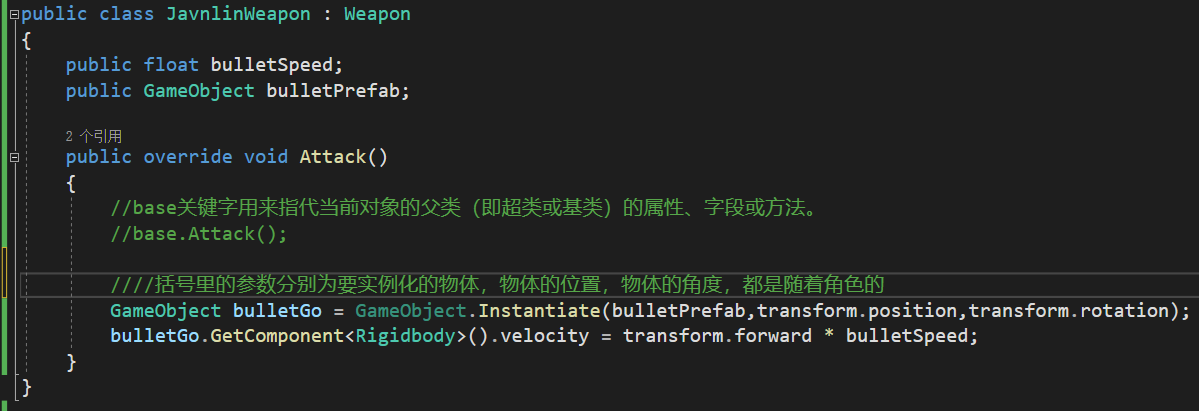 public class JavnlinWeapon : Weapon
{
    public float bulletSpeed;
    public GameObject bulletPrefab;
    2 个引用
    public override void Attack()
    {
        //base关键字用来指代当前对象的父类（即超类或基类）的属性、字段或方法。
        //base.Attack();
        ////括号里的参数分别为要实例化的物体，物体的位置，物体的角度，都是随着角色的
        GameObject bulletGo = GameObject.Instantiate(bulletPrefab,transform.position,transform.rotation);
        bulletGo.GetComponent<Rigidbody>().velocity = transform.forward * bulletSpeed;
    }
}